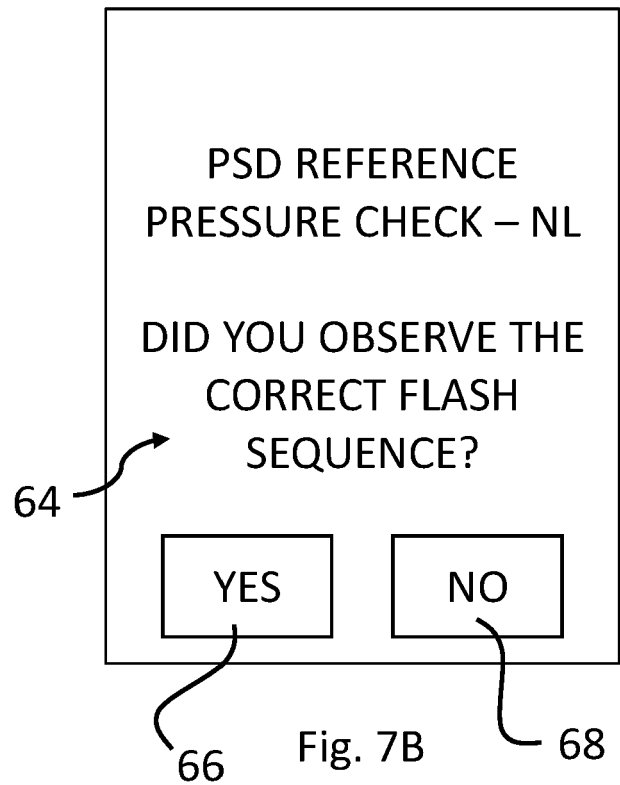 PSD REFERENCE
PRESSURE CHECK – NL
DID YOU OBSERVE THE
CORRECT FLASH
SEQUENCE?
64
YES
NO
66
Fig. 7B
68